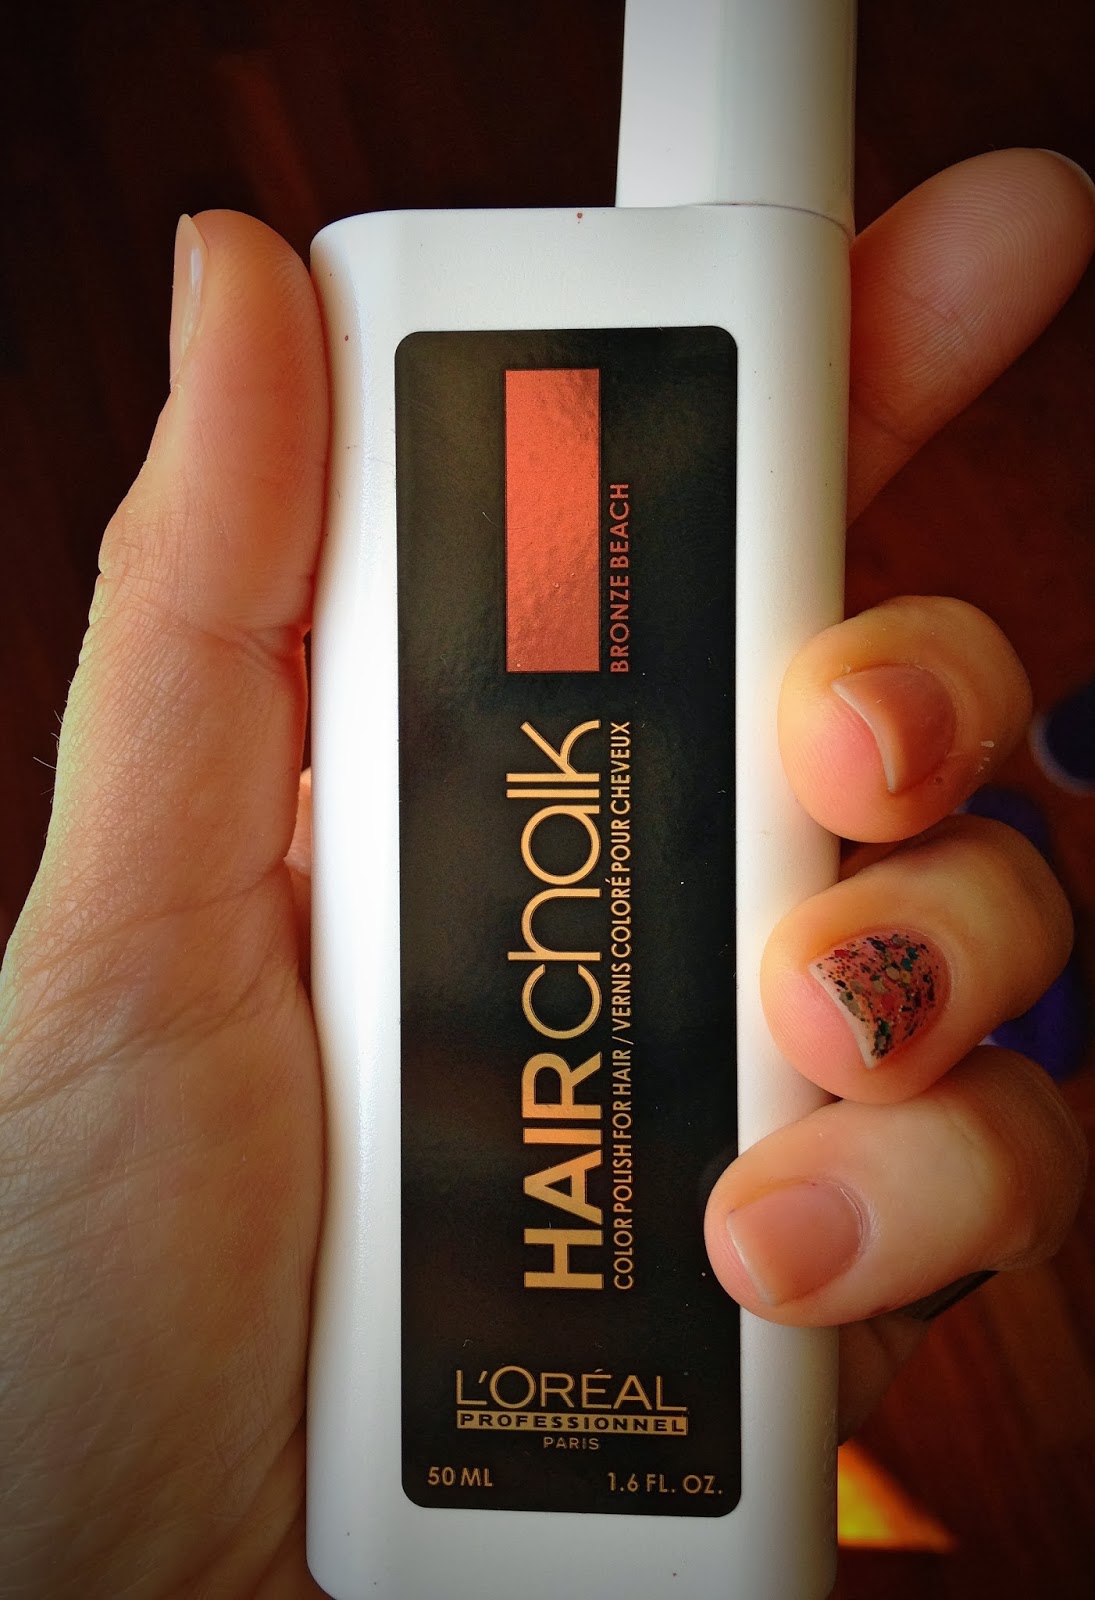 BRONZE BEACH
HAIRchalk
COLOR POLISH FOR HAIR / VERNIS COLORÉ POUR CHEVEUX
L'ORÉAL
PROFESSIONNEL
PARIS
50 ML 1.6 FL. OZ.